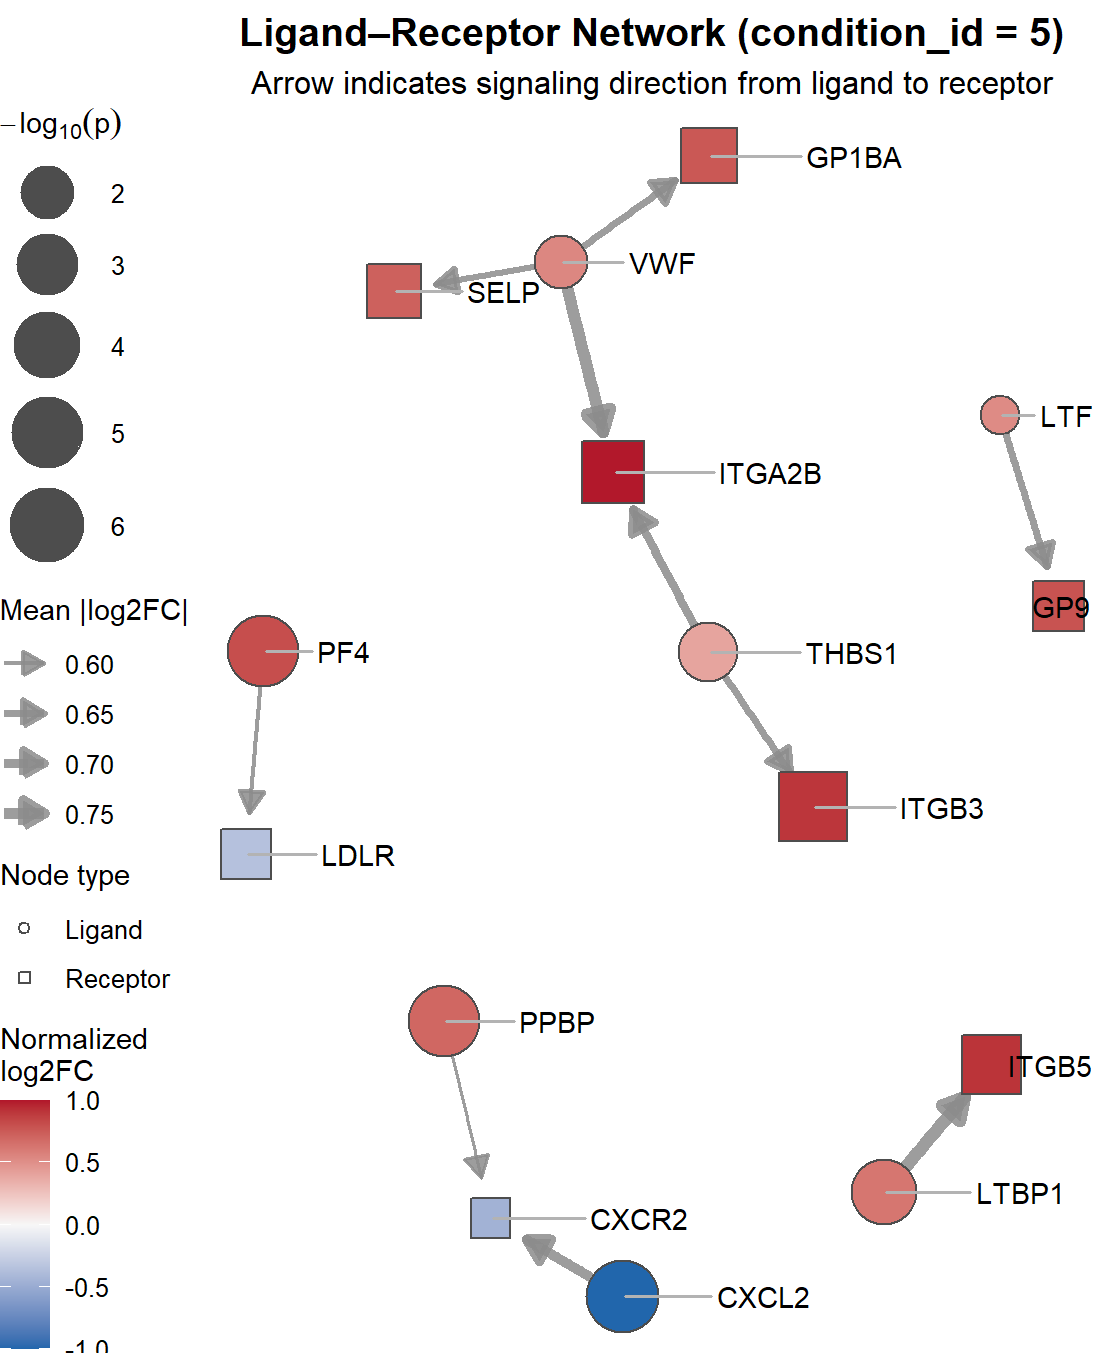 Ligand–Receptor Network (condition_id = 5)
Arrow indicates signaling direction from ligand to receptor
−log10(p)
2
3
4
5
6
Mean |log2FC|
0.60
0.65
0.70
0.75
Node type
Ligand
Receptor
Normalized
log2FC
1.0
0.5
0.0
-0.5
-1.0
GP1BA
VWF
SELP
LTF
ITGA2B
GP9
PF4
THBS1
ITGB3
LDLR
PPBP
ITGB5
LTBP1
CXCR2
CXCL2